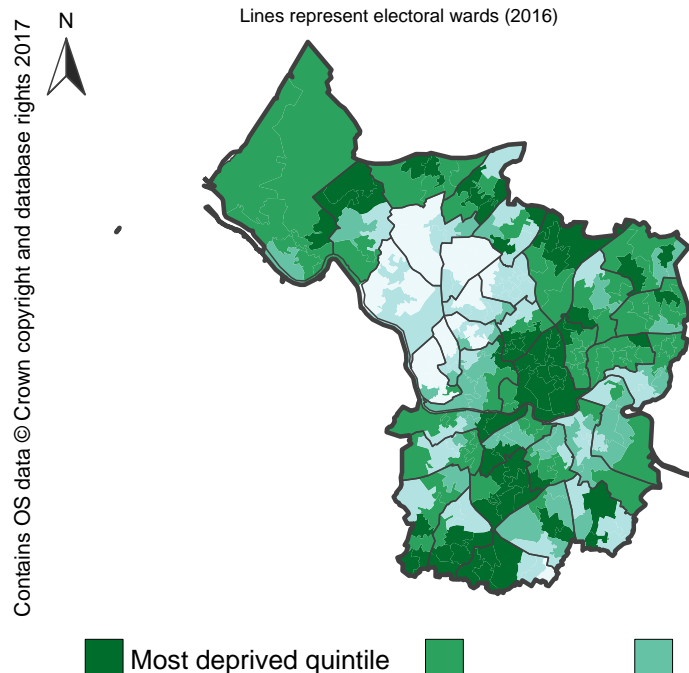 Lines represent electoral wards (2016)
N
Contains OS data © Crown copyright and database rights 2017
Most deprived quintile